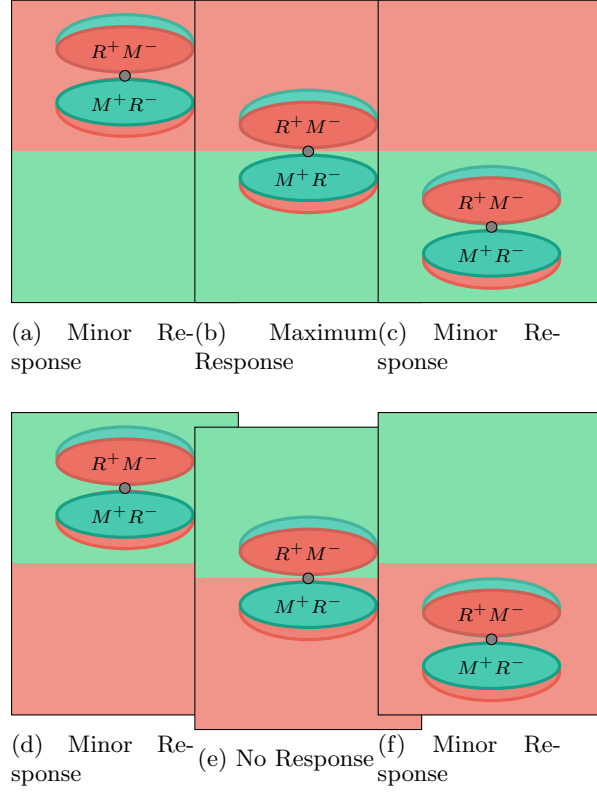 R⁺M⁻
M⁺R⁻
R⁺M⁻
M⁺R⁻
R⁺M⁻
M⁺R⁻
(a) Minor Re-
sponse
(b) Maximum
Response
(c) Minor Re-
sponse
R⁺M⁻
M⁺R⁻
R⁺M⁻
M⁺R⁻
R⁺M⁻
M⁺R⁻
(d) Minor Re-
sponse
(e) No Response
(f) Minor Re-
sponse